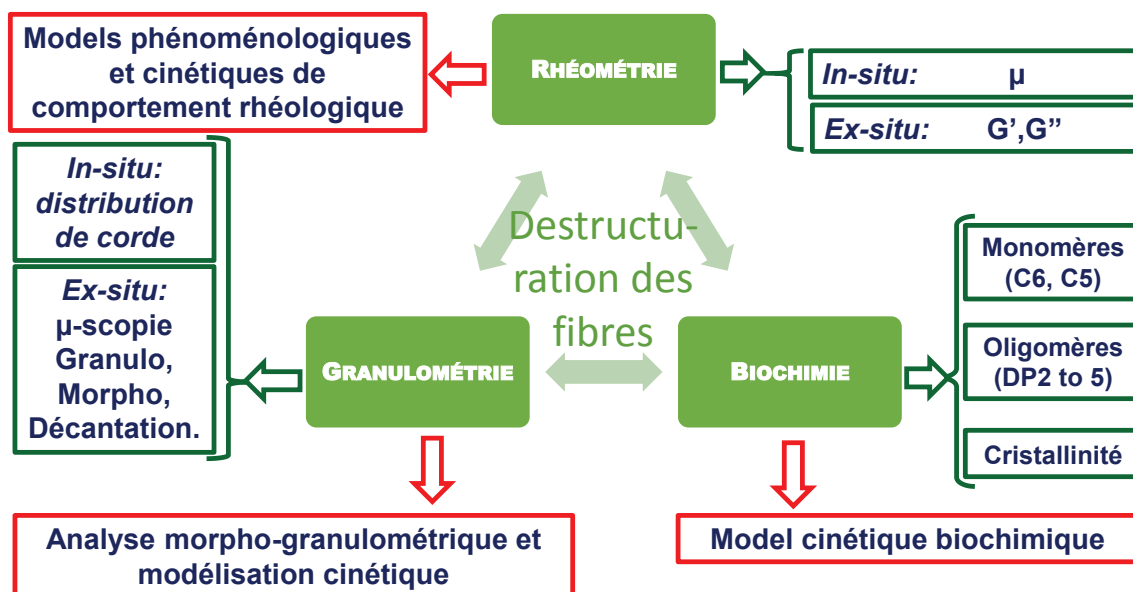 Models phénoménologiques
et cinétiques de
comportement rhéologique
RHÉOMÉTRIE
In-situ: µ
Ex-situ: G’,G’’
In-situ:
distribution
de corde
Ex-situ:
µ-scopie
Granulo,
Morpho,
Décantation.
Destructu-
ration des
fibres
GRANULOMÉTRIE
BIOCHIMIE
Monomères
(C6, C5)
Oligomères
(DP2 to 5)
Cristallinité
Analyse morpho-granulométrique et
modélisation cinétique
Model cinétique biochimique